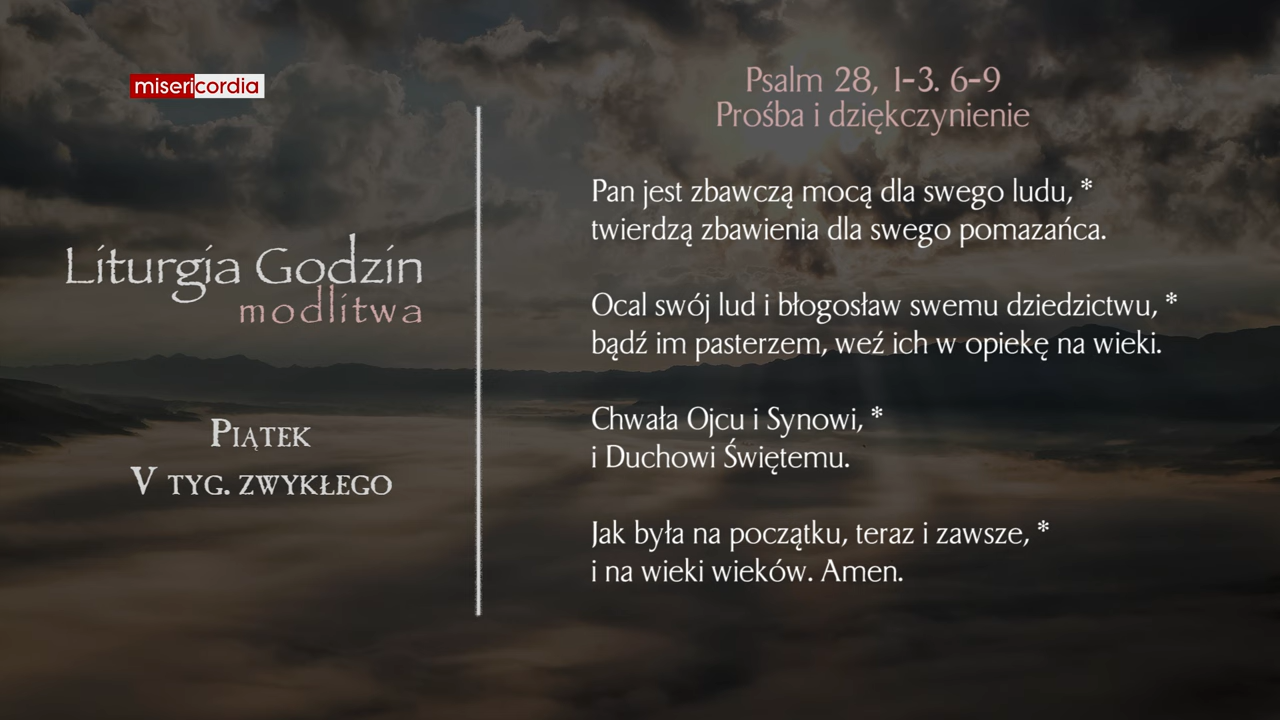 misericordia
Liturgia Godzin
modlitwa
Piątek
V tyg. zwykłego
Psalm 28, 1-3. 6-9
Prośba i dziękczynienie
Pan jest zbawczą mocą dla swego ludu, *
twierdzą zbawienia dla swego pomazańca.
Ocal swój lud i błogosław swemu dziedzictwu, *
bądź im pasterzem, weź ich w opiekę na wieki.
Chwała Ojcu i Synowi, *
i Duchowi Świętemu.
Jak była na początku, teraz i zawsze, *
i na wieki wieków. Amen.